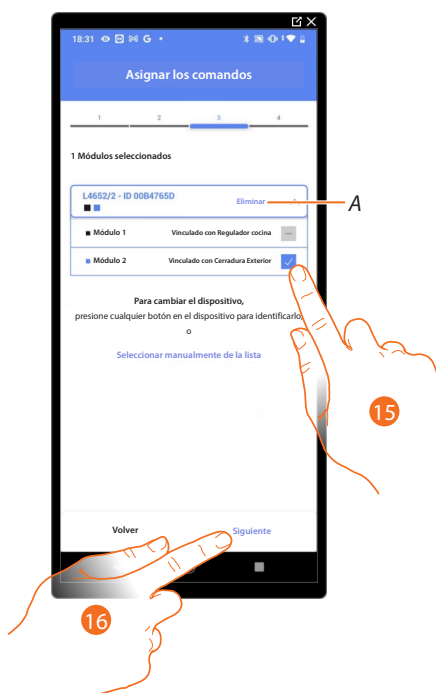 18:31 G •
Asignar los comandos
1 2 3 4
1 Módulos seleccionados
L4652/2 - ID 00B4765D Eliminar A
Módulo 1 Vinculado con Regulador cocina
Módulo 2 Vinculado con Cerradura Exterior
Para cambiar el dispositivo,
presione cualquier botón en el dispositivo para identificarlo,
o
Seleccionar manualmente de la lista
15
Volver Siguiente
16